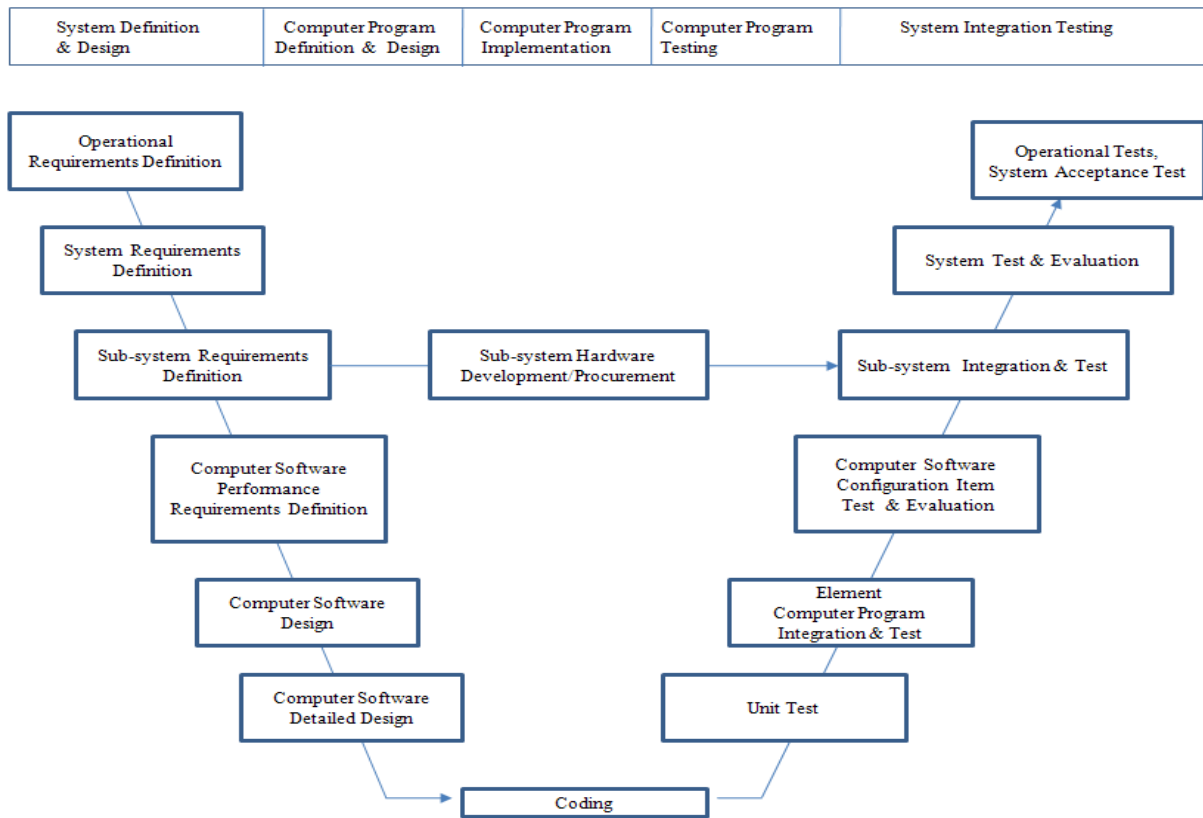 System Definition
& Design
Computer Program
Definition & Design
Computer Program
Implementation
Computer Program
Testing
System Integration Testing
Operational
Requirements Definition
Operational Tests,
System Acceptance Test
System Requirements
Definition
System Test & Evaluation
Sub-system Requirements
Definition
Sub-system Hardware
Development/Procurement
Sub-system Integration & Test
Computer Software
Performance
Requirements Definition
Computer Software
Configuration Item
Test & Evaluation
Computer Software
Design
Element
Computer Program
Integration & Test
Computer Software
Detailed Design
Unit Test
Coding